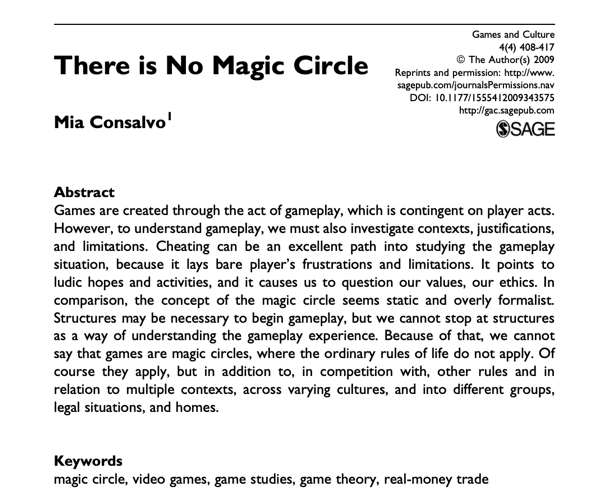 Games and Culture
4(4) 408-417
© The Author(s) 2009
Reprints and permission: http://www.
sagepub.com/journalsPermissions.nav
DOI: 10.1177/1555412009343575
http://gac.sagepub.com
SAGE
There is No Magic Circle
Mia Consalvo1
Abstract
Games are created through the act of gameplay, which is contingent on player acts.
However, to understand gameplay, we must also investigate contexts, justifications,
and limitations. Cheating can be an excellent path into studying the gameplay
situation, because it lays bare player's frustrations and limitations. It points to
ludic hopes and activities, and it causes us to question our values, our ethics. In
comparison, the concept of the magic circle seems static and overly formalist.
Structures may be necessary to begin gameplay, but we cannot stop at structures
as a way of understanding the gameplay experience. Because of that, we cannot
say that games are magic circles, where the ordinary rules of life do not apply. Of
course they apply, but in addition to, in competition with, other rules and in
relation to multiple contexts, across varying cultures, and into different groups,
legal situations, and homes.
Keywords
magic circle, video games, game studies, game theory, real-money trade